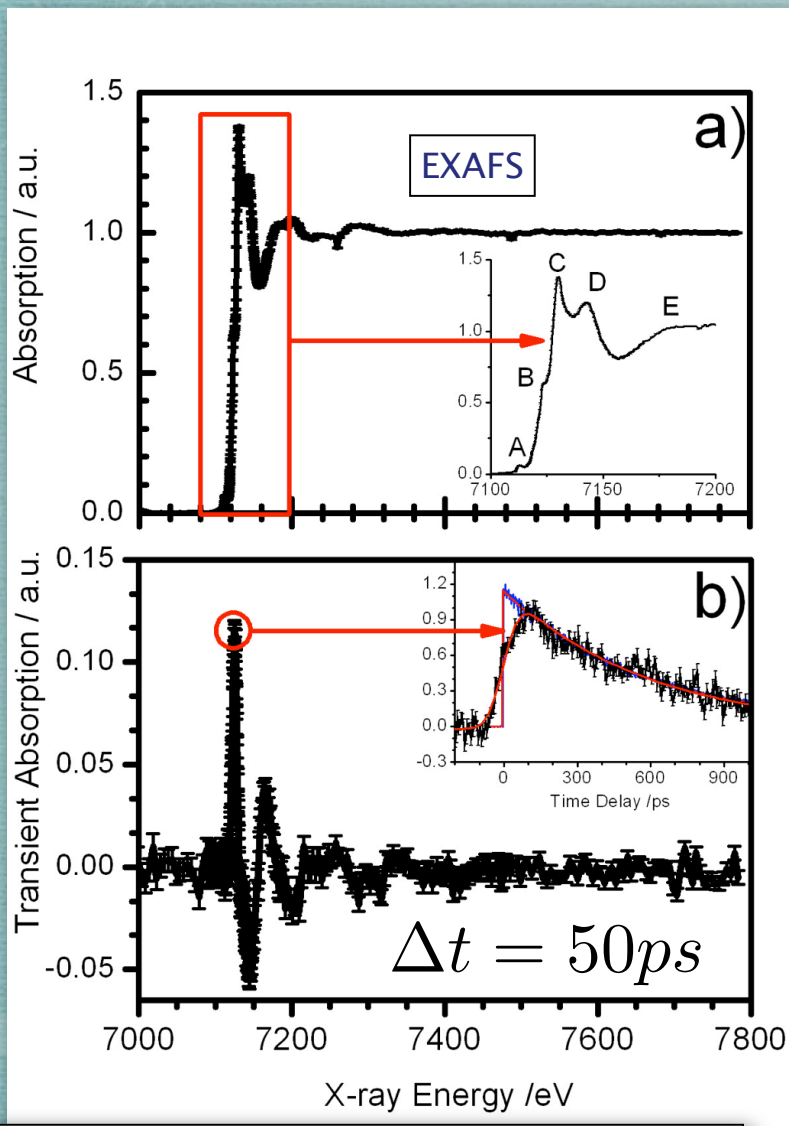 1.5
a)
EXAFS
1.0
0.5
0.0
Absorption / a.u.
1.5
1.0
0.5
0.0
A
B
C
D
E
7100
7150
7200
0.15
0.10
0.05
0.00
-0.05
Transient Absorption / a.u.
b)
1.2
0.9
0.6
0.3
0.0
-0.3
0
300
600
900
Time Delay /ps
Δt = 50ps
7000
7200
7400
7600
7800
X-ray Energy /eV